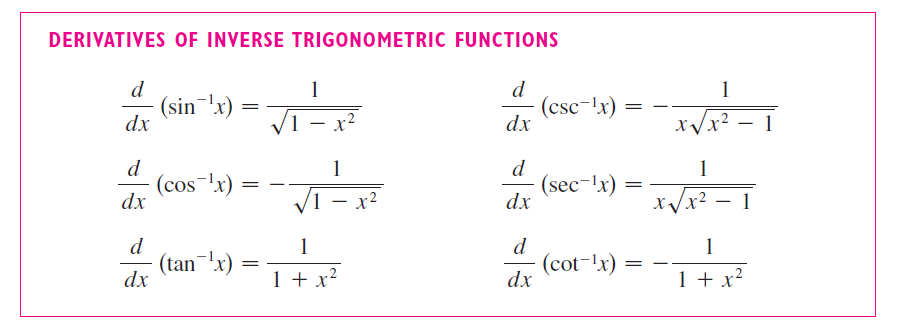 DERIVATIVES OF INVERSE TRIGONOMETRIC FUNCTIONS
d/dx (sin⁻¹x) = 1/√(1 − x²)
d/dx (csc⁻¹x) = −1/(x√(x² − 1))
d/dx (cos⁻¹x) = −1/√(1 − x²)
d/dx (sec⁻¹x) = 1/(x√(x² − 1))
d/dx (tan⁻¹x) = 1/(1 + x²)
d/dx (cot⁻¹x) = −1/(1 + x²)